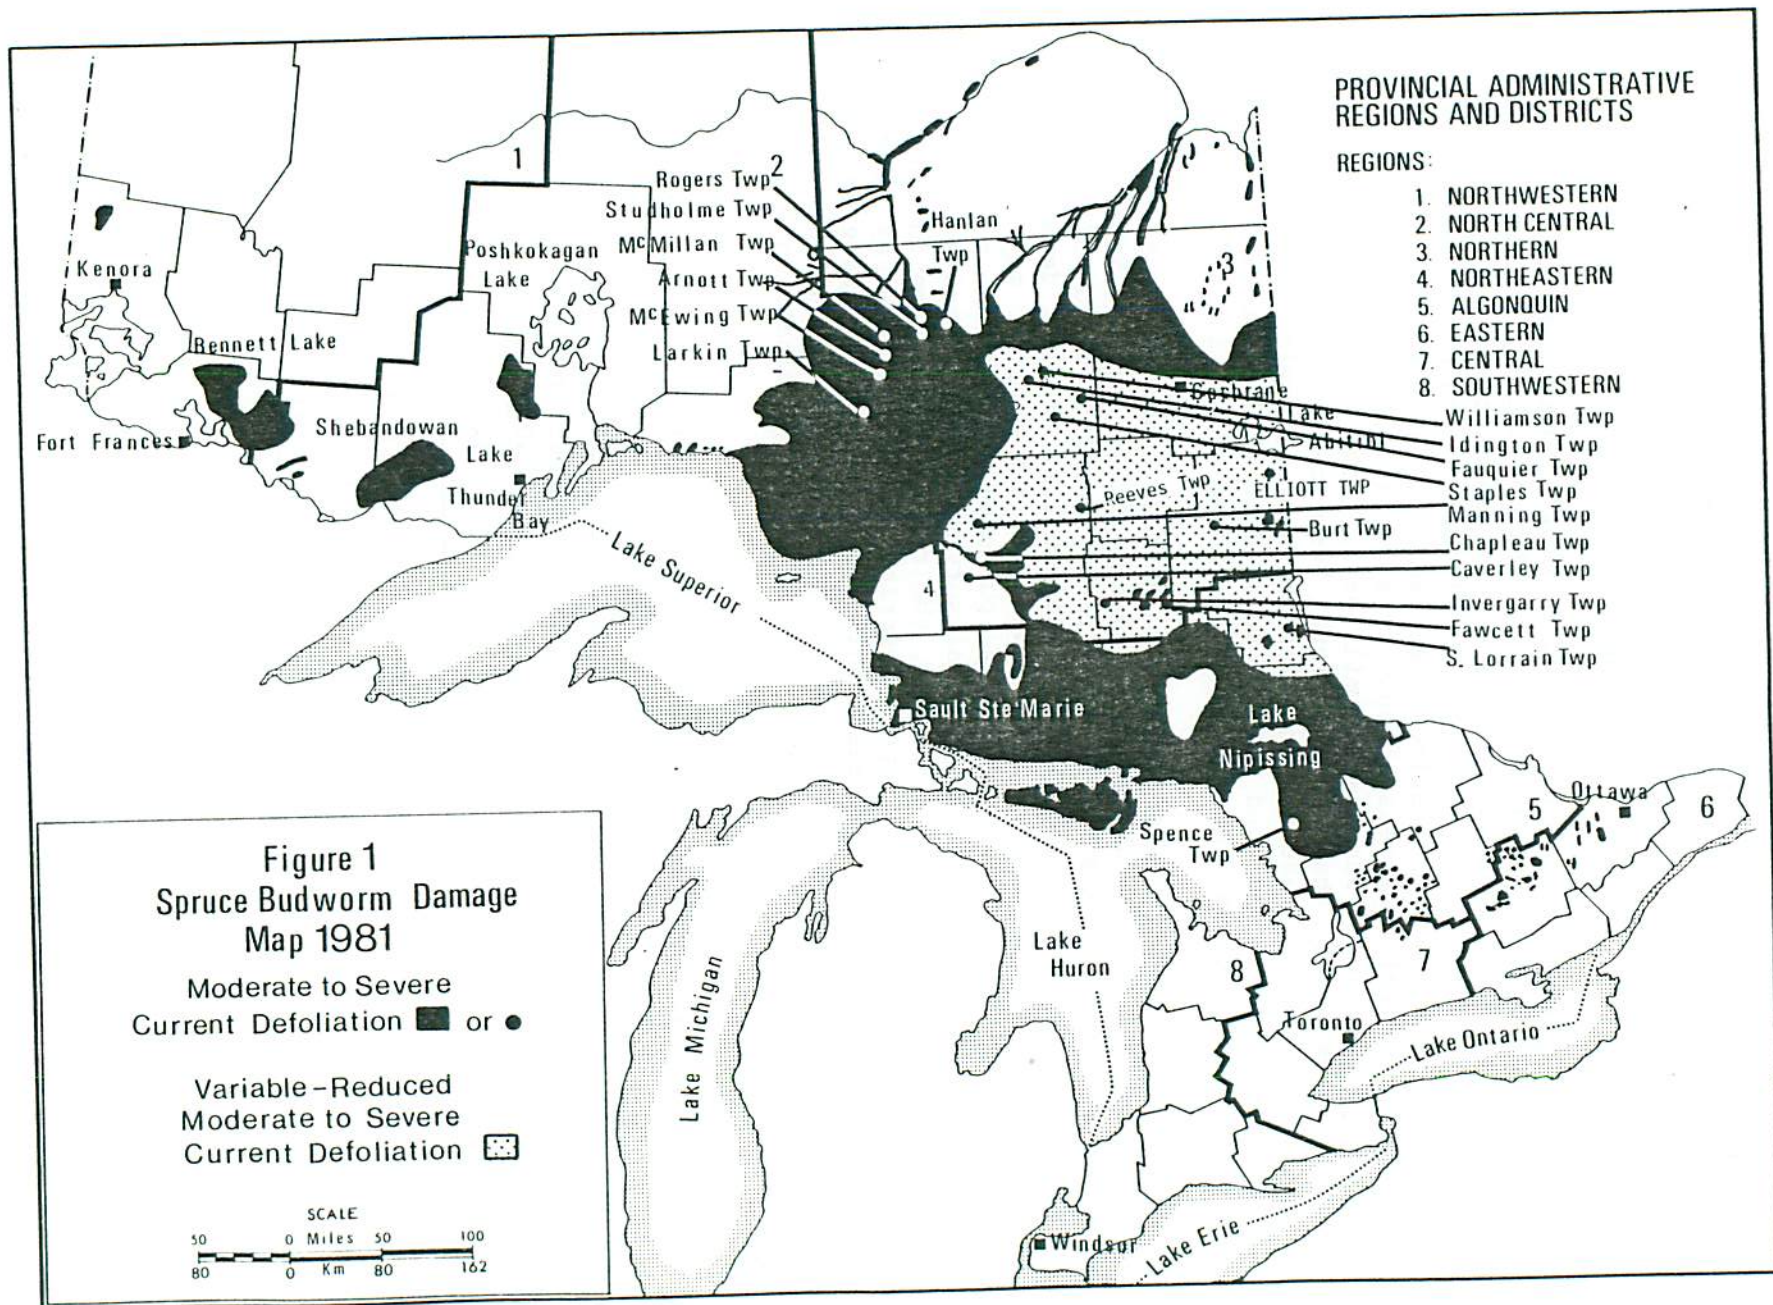 PROVINCIAL ADMINISTRATIVE
REGIONS AND DISTRICTS
REGIONS:
1. NORTHWESTERN
2. NORTH CENTRAL
3. NORTHERN
4. NORTHEASTERN
5. ALGONQUIN
6. EASTERN
7. CENTRAL
8. SOUTHWESTERN
1
2
3
4
5
6
7
8
Rogers Twp
Studholme Twp
McMillan Twp
Arnott Twp
McEwing Twp
Larkin Twp
Hanlan
Twp
Poshkokagan
Lake
Kenora
Bennett Lake
Fort Frances
Shebandowan
Lake
Thunder
Bay
Lake Superior
Cochrane
Lake
Abitibi
Williamson Twp
Idington Twp
Fauquier Twp
Staples Twp
Manning Twp
Reeves Twp
ELLIOTT TWP
Burt Twp
Chapleau Twp
Caverley Twp
Invergarry Twp
Fawcett Twp
S. Lorrain Twp
Sault Ste Marie
Lake
Nipissing
Spence
Twp
Ottawa
Lake
Huron
Lake Michigan
Toronto
Lake Ontario
Windsor
Lake Erie
Figure 1
Spruce Budworm Damage
Map 1981
Moderate to Severe
Current Defoliation or
Variable-Reduced
Moderate to Severe
Current Defoliation
SCALE
50 0 Miles 50 100
80 0 Km 80 162